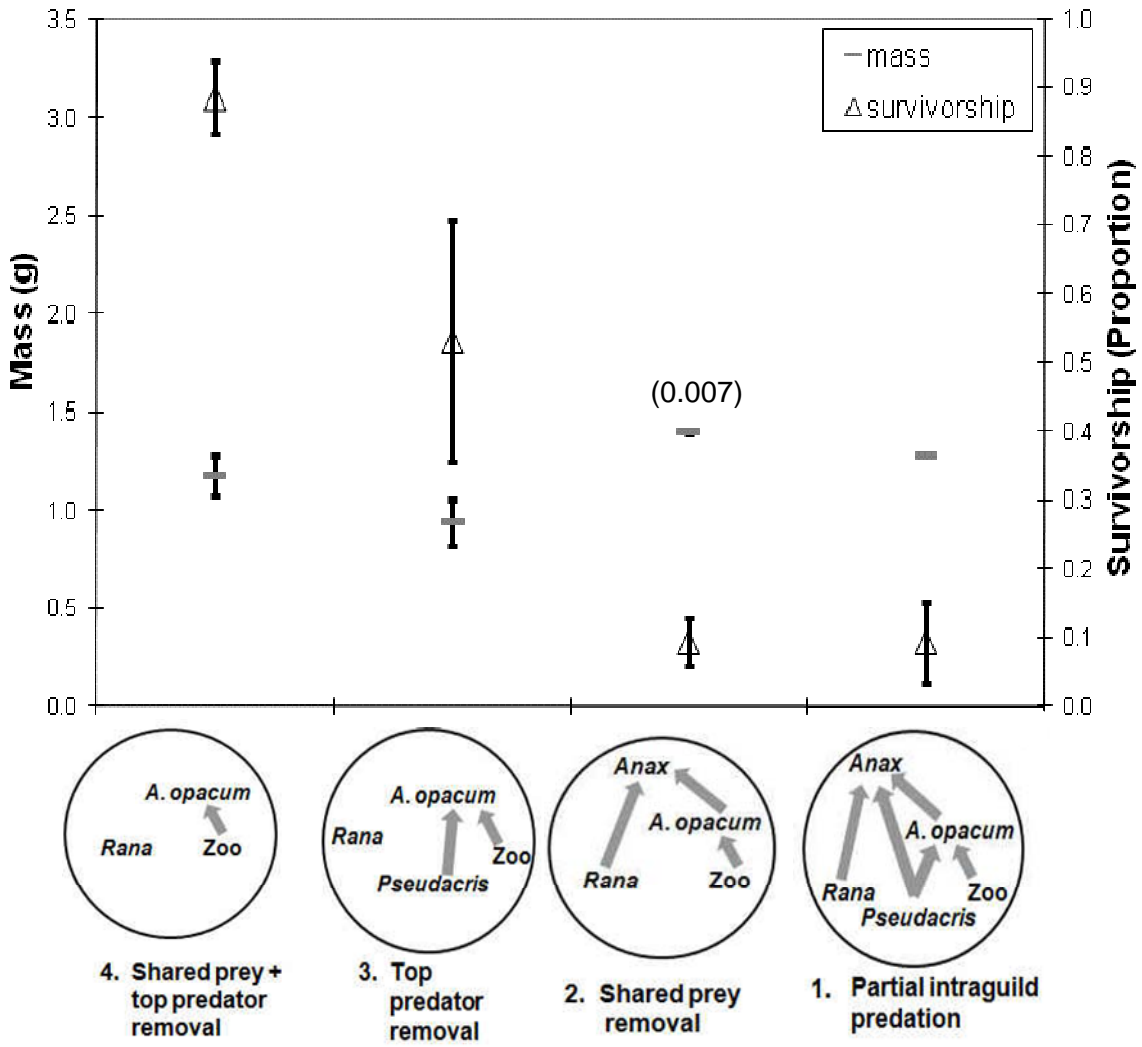 3.5
3.0
2.5
2.0
1.5
1.0
0.5
0.0
Mass (g)
mass
survivorship
(0.007)
1.0
0.9
0.8
0.7
0.6
0.5
0.4
0.3
0.2
0.1
0.0
Survivorship (Proportion)
A. opacum
Rana
Zoo
4. Shared prey +
top predator
removal
A. opacum
Rana
Zoo
Pseudacris
3. Top
predator
removal
Anax
A. opacum
Rana
Zoo
2. Shared prey
removal
Anax
A. opacum
Rana
Zoo
Pseudacris
1. Partial intraguild
predation